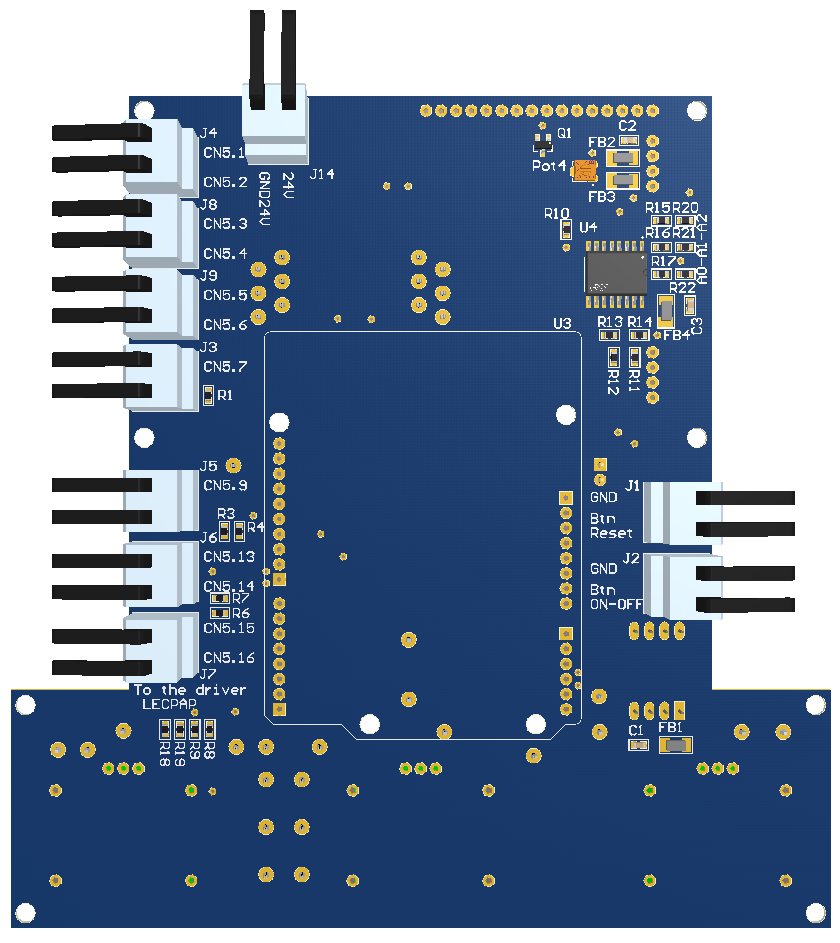 J4
CN5.1
CN5.2
J8
CN5.3
CN5.4
J9
CN5.5
CN5.6
J3
CN5.7
R1
J14
24V
GND24V
Q1
C2
FB2
Pot4
FB3
R10
U4
R15
R20
R16
R21
R17
R22
A0-A1-A2
FB4
C3
R13
R14
R12
R11
U3
J5
CN5.9
R3
R4
J6
CN5.13
CN5.14
R7
R6
CN5.15
CN5.16
J7
To the driver
LECPAP
R18
R19
R9
R8
J1
GND
Btn
Reset
J2
GND
Btn
ON-OFF
C1
FB1